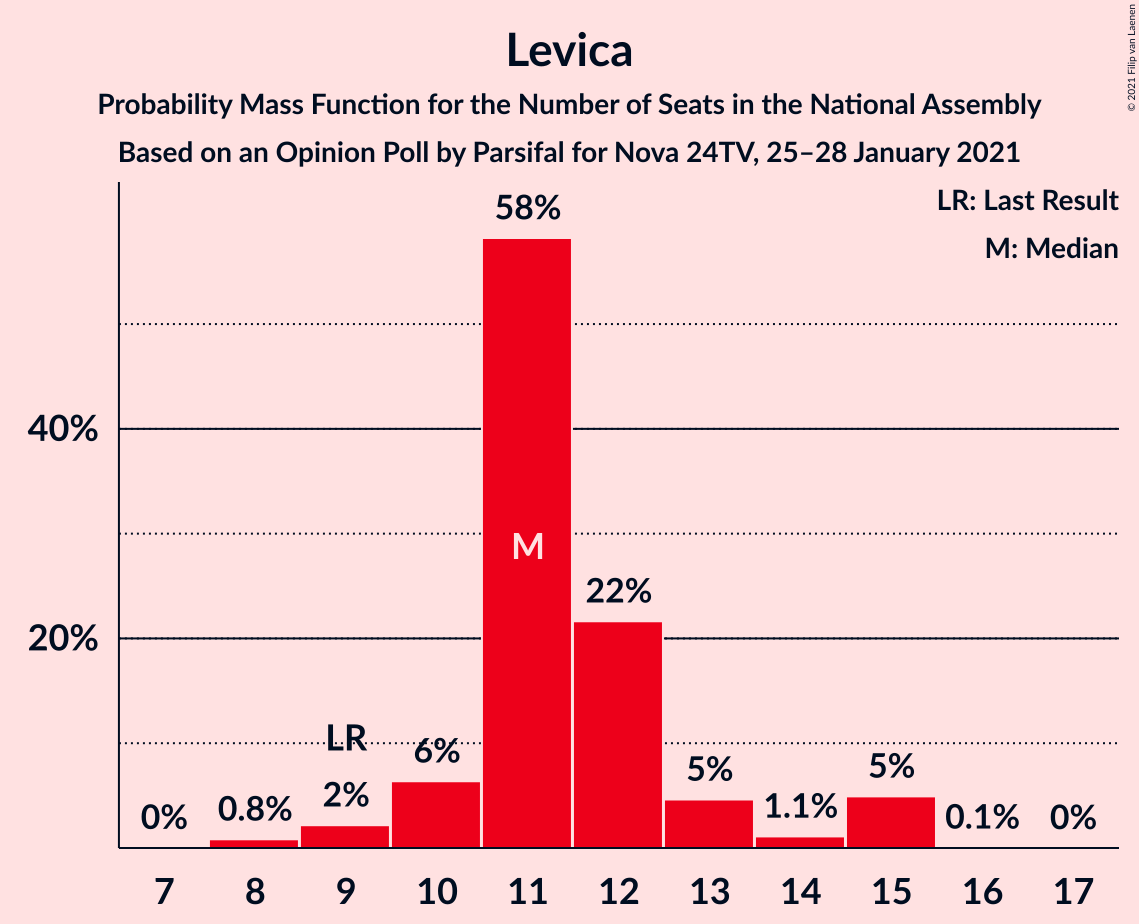 Levica
Probability Mass Function for the Number of Seats in the National Assembly
Based on an Opinion Poll by Parsifal for Nova 24TV, 25–28 January 2021
© 2021 Filip van Laenen
LR: Last Result
M: Median
40%
20%
0%
0.8%
LR
2%
6%
58%
M
22%
5%
1.1%
5%
0.1%
0%
7 8 9 10 11 12 13 14 15 16 17